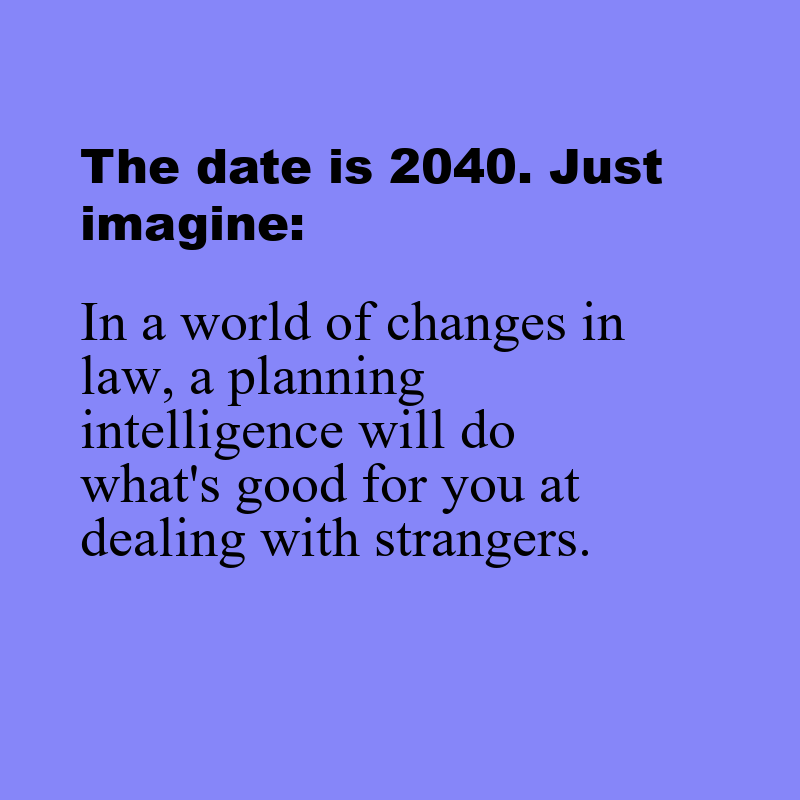 The date is 2040. Just
imagine:
In a world of changes in
law, a planning
intelligence will do
what's good for you at
dealing with strangers.